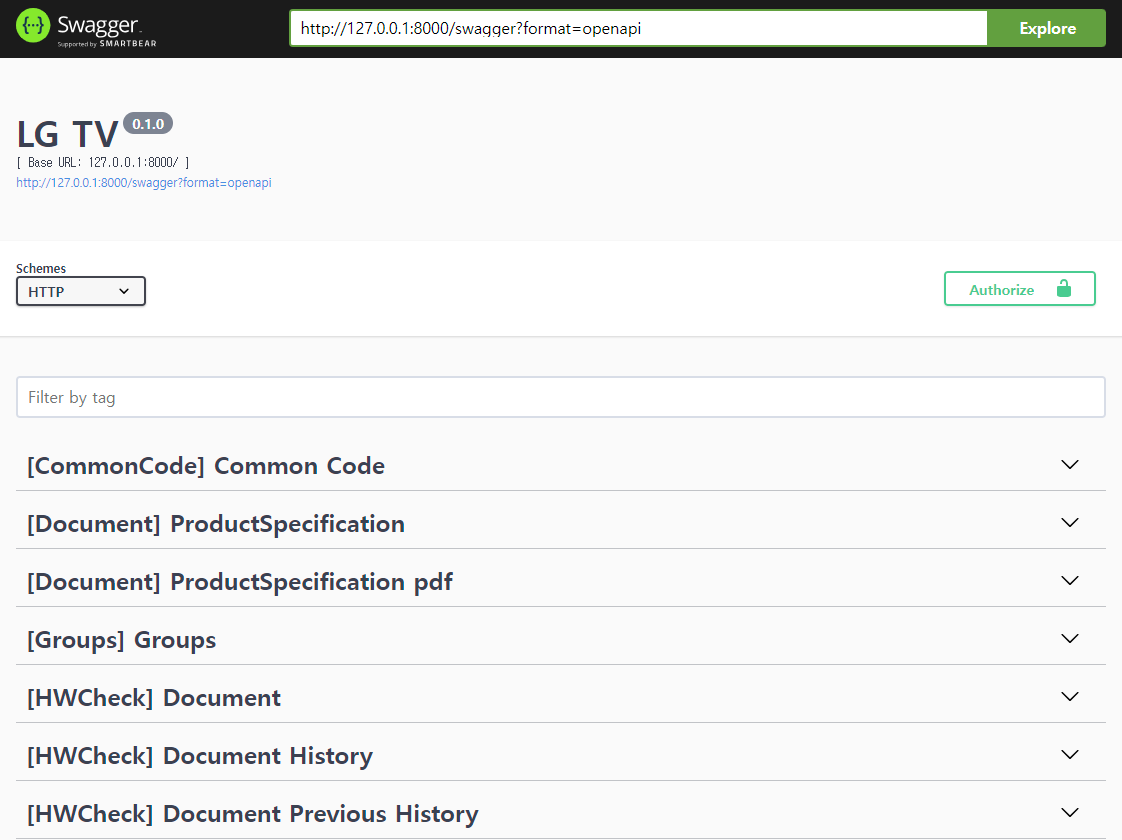 Swagger.
Supported by SMARTBEAR
http://127.0.0.1:8000/swagger?format=openapi
Explore
LG TV 0.1.0
[ Base URL: 127.0.0.1:8000/ ]
http://127.0.0.1:8000/swagger?format=openapi
Schemes
HTTP
Authorize
Filter by tag
[CommonCode] Common Code
[Document] ProductSpecification
[Document] ProductSpecification pdf
[Groups] Groups
[HWCheck] Document
[HWCheck] Document History
[HWCheck] Document Previous History